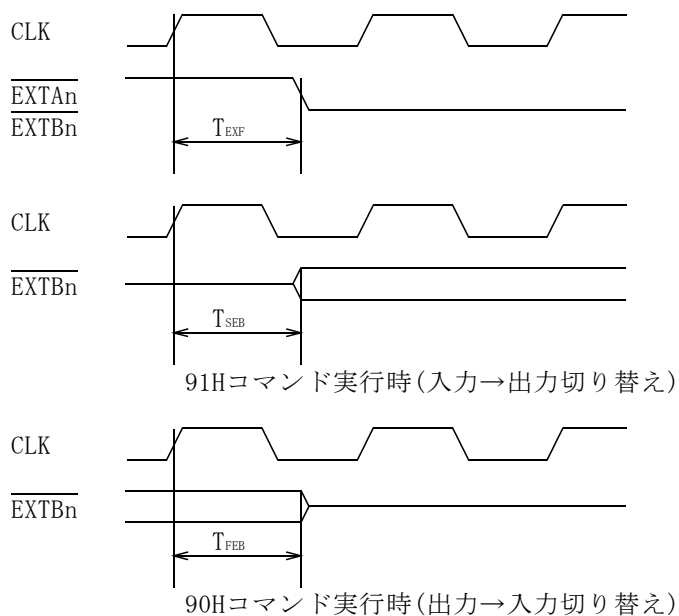 CLK
EXTAn
EXTBn
TEXF
CLK
EXTBn
TSEB
91Hコマンド実行時(入力→出力切り替え)
CLK
EXTBn
TFEB
90Hコマンド実行時(出力→入力切り替え)